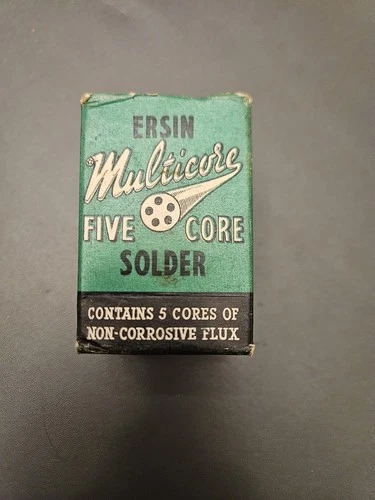 ERSIN
Multicore
FIVE CORE
SOLDER
CONTAINS 5 CORES OF
NON-CORROSIVE FLUX